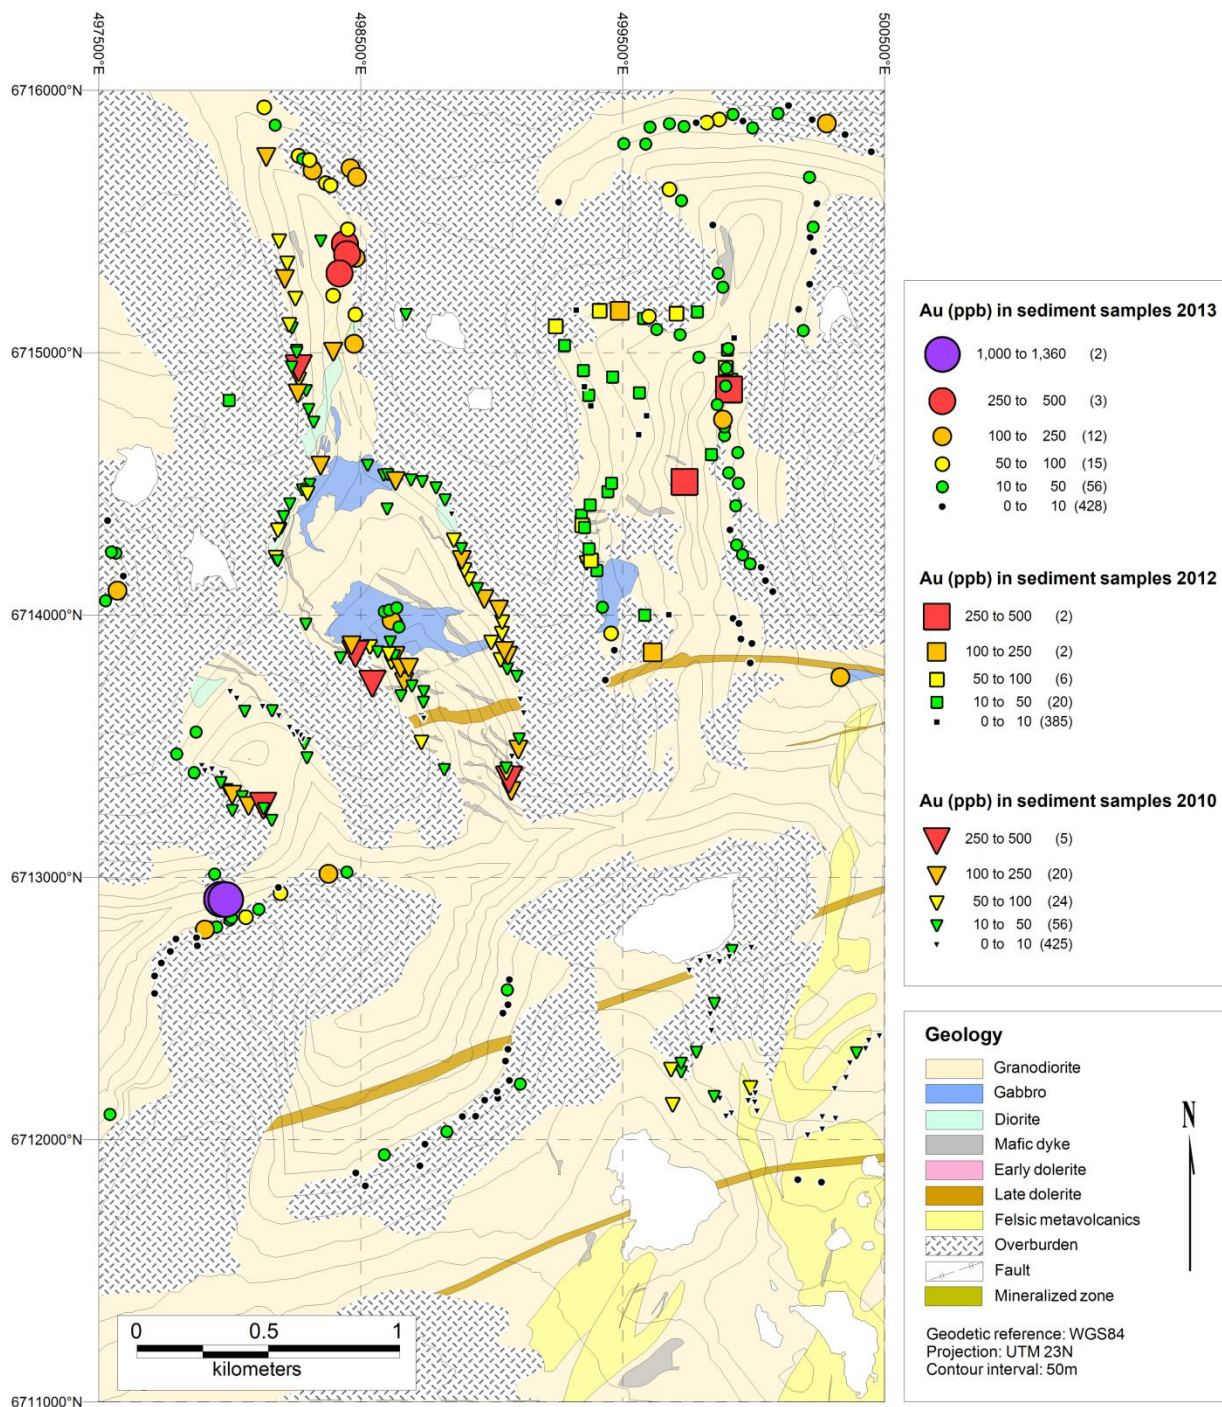 497500°E
498500°E
499500°E
500500°E
6716000°N
6715000°N
6714000°N
6713000°N
6712000°N
6711000°N
0 0.5 1
kilometers
Au (ppb) in sediment samples 2013
1,000 to 1,360 (2)
250 to 500 (3)
100 to 250 (12)
50 to 100 (15)
10 to 50 (56)
0 to 10 (428)
Au (ppb) in sediment samples 2012
250 to 500 (2)
100 to 250 (2)
50 to 100 (6)
10 to 50 (20)
0 to 10 (385)
Au (ppb) in sediment samples 2010
250 to 500 (5)
100 to 250 (20)
50 to 100 (24)
10 to 50 (56)
0 to 10 (425)
Geology
Granodiorite
Gabbro
Diorite
Mafic dyke
Early dolerite
Late dolerite
Felsic metavolcanics
Overburden
Fault
Mineralized zone
N
Geodetic reference: WGS84
Projection: UTM 23N
Contour interval: 50m